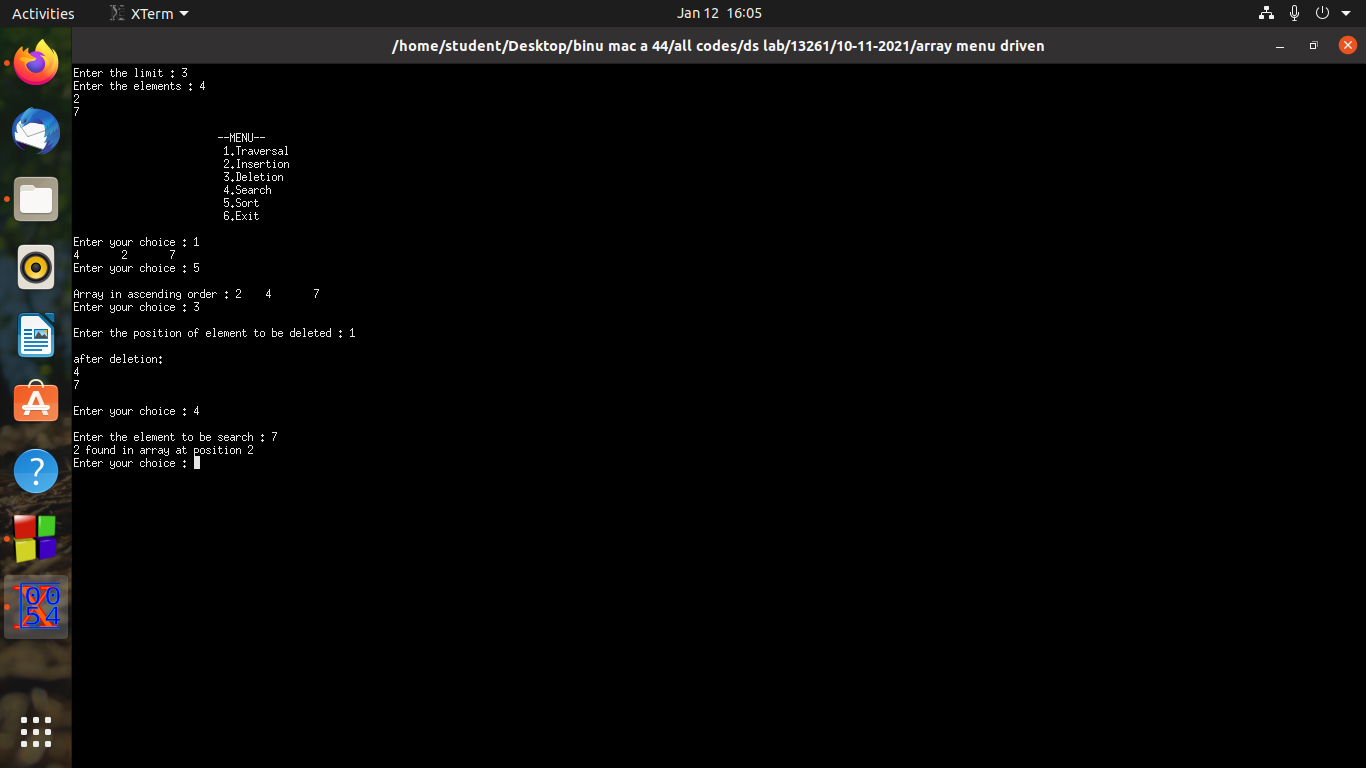 Activities XTerm Jan 12 16:05
/home/student/Desktop/binu mac a 44/all codes/ds lab/13261/10-11-2021/array menu driven
Enter the limit : 3
Enter the elements : 4
2
7
--MENU--
1.Traversal
2.Insertion
3.Deletion
4.Search
5.Sort
6.Exit
Enter your choice : 1
4 2 7
Enter your choice : 5
Array in ascending order : 2 4 7
Enter your choice : 3
Enter the position of element to be deleted : 1
after deletion:
4
7
Enter your choice : 4
Enter the element to be search : 7
2 found in array at position 2
Enter your choice :
?
00
54